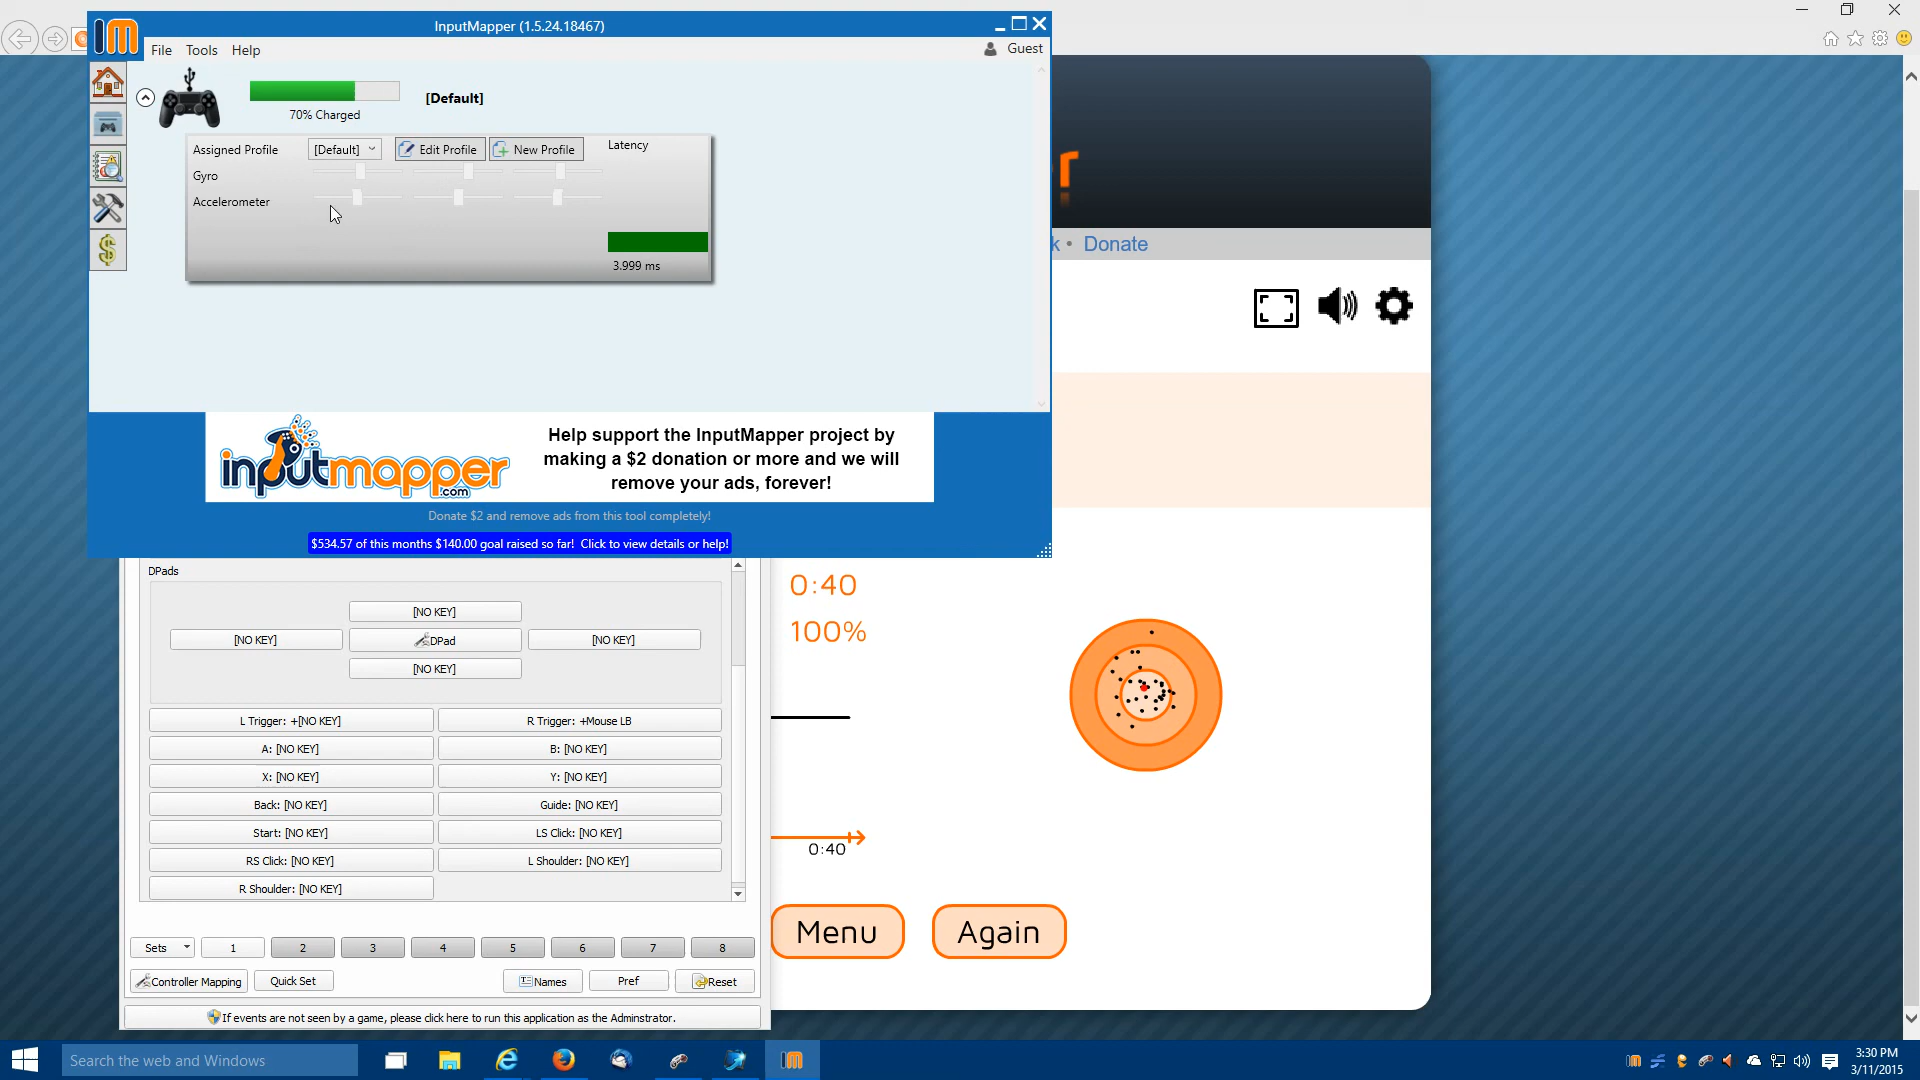 InputMapper (1.5.24.18467)
File Tools Help
Guest
70% Charged
[Default]
Assigned Profile [Default] Edit Profile New Profile Latency
Gyro
Accelerometer
3.999 ms
r
k • Donate
inputmapper
.com
Help support the InputMapper project by
making a $2 donation or more and we will
remove your ads, forever!
Donate $2 and remove ads from this tool completely!
$534.57 of this months $140.00 goal raised so far! Click to view details or help!
DPads
[NO KEY]
[NO KEY] DPad [NO KEY]
[NO KEY]
L Trigger: +[NO KEY] R Trigger: +Mouse LB
A: [NO KEY] B: [NO KEY]
X: [NO KEY] Y: [NO KEY]
Back: [NO KEY] Guide: [NO KEY]
Start: [NO KEY] LS Click: [NO KEY]
RS Click: [NO KEY] L Shoulder: [NO KEY]
R Shoulder: [NO KEY]
Sets 1 2 3 4 5 6 7 8
Controller Mapping Quick Set Names Pref Reset
If events are not seen by a game, please click here to run this application as the Adminstrator.
0:40
100%
0:40
Menu Again
Search the web and Windows
3:30 PM
3/11/2015